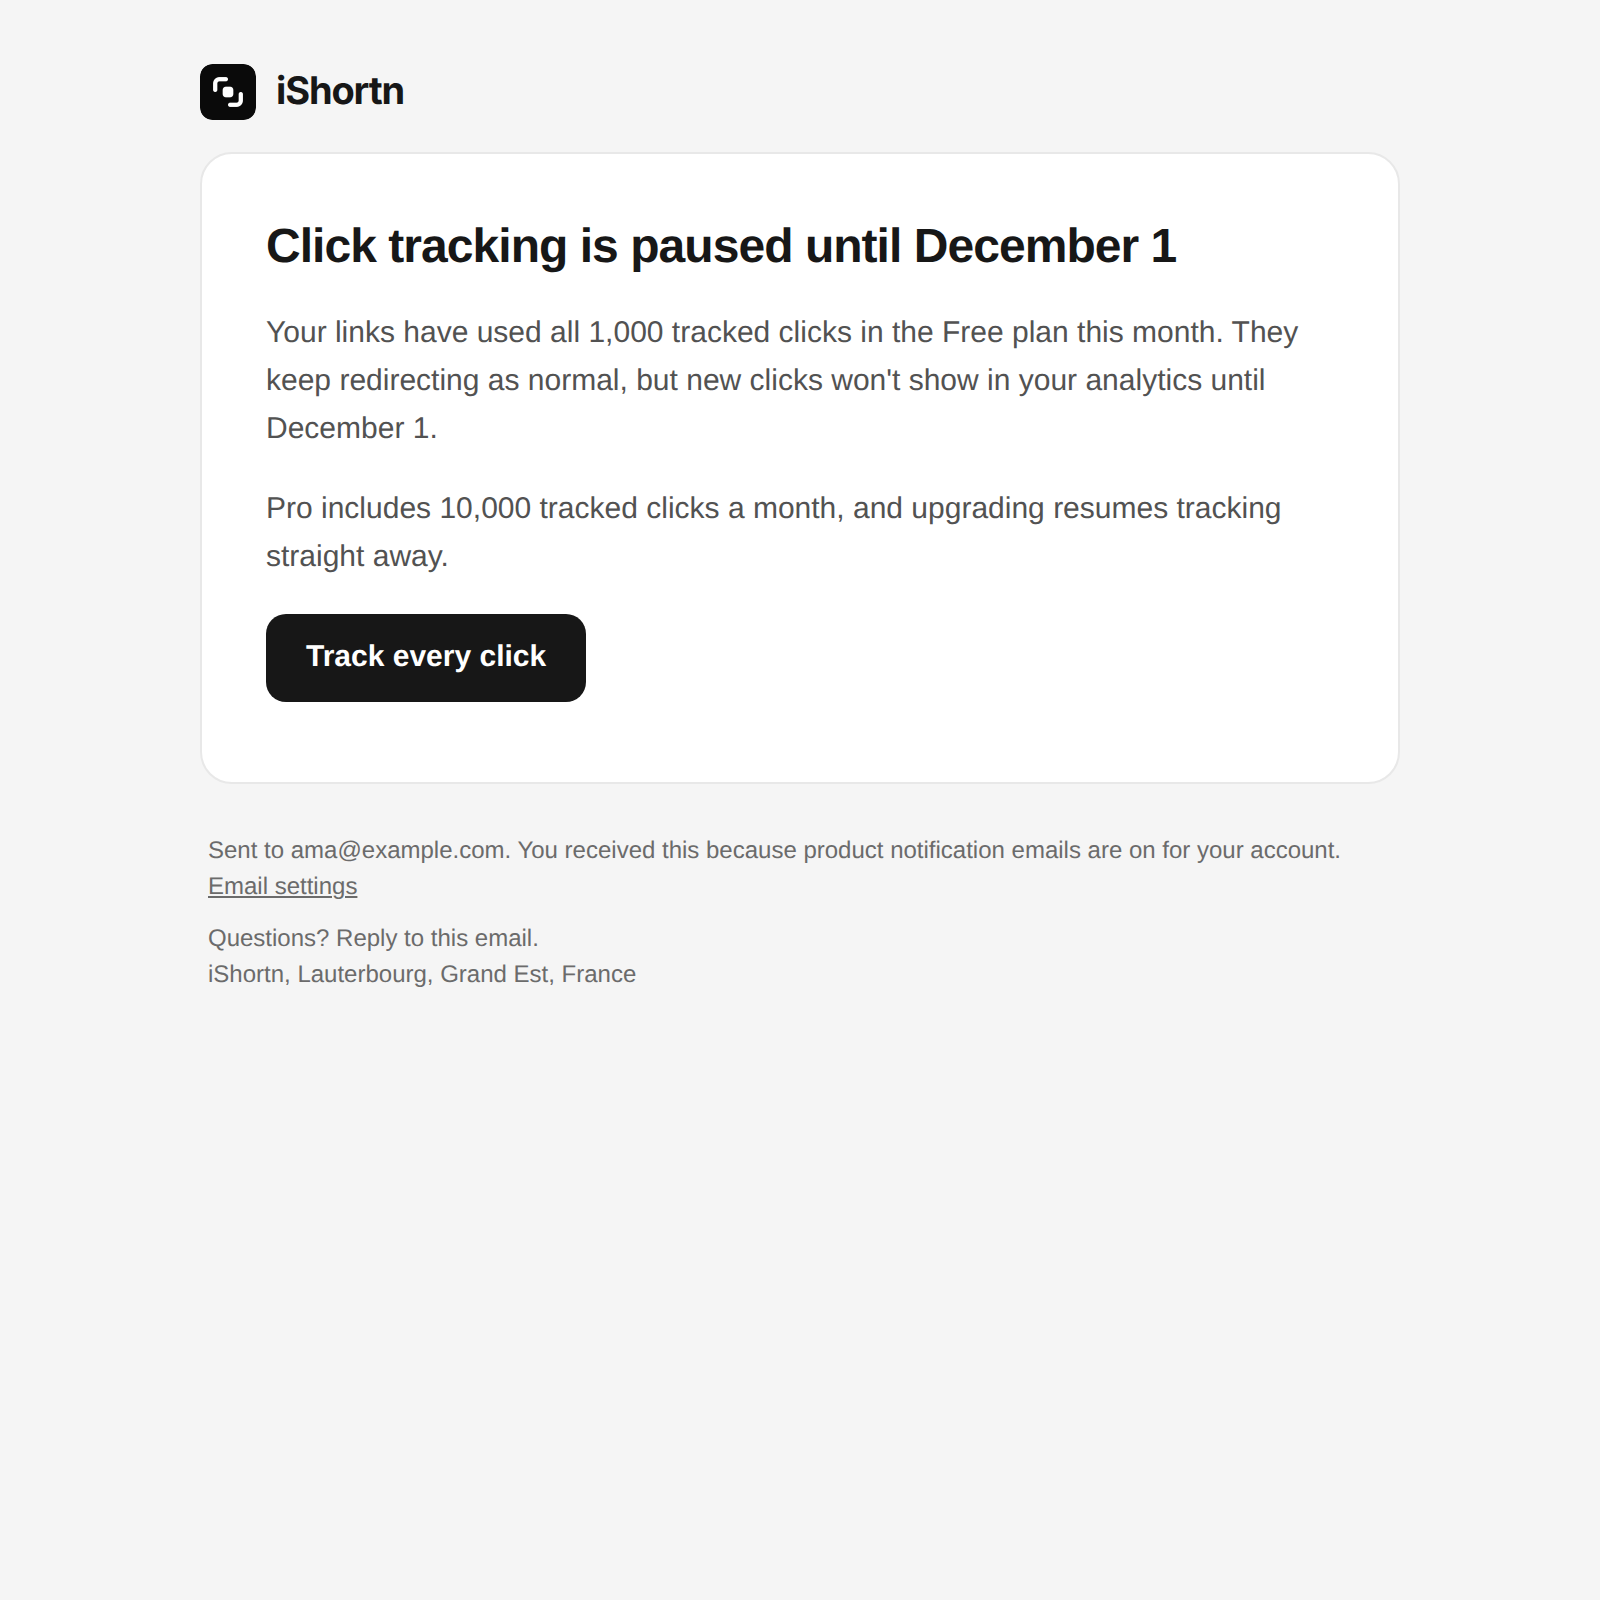 iShortn
Click tracking is paused until December 1
Your links have used all 1,000 tracked clicks in the Free plan this month. They
keep redirecting as normal, but new clicks won't show in your analytics until
December 1.
Pro includes 10,000 tracked clicks a month, and upgrading resumes tracking
straight away.
Track every click
Sent to ama@example.com. You received this because product notification emails are on for your account.
Email settings
Questions? Reply to this email.
iShortn, Lauterbourg, Grand Est, France